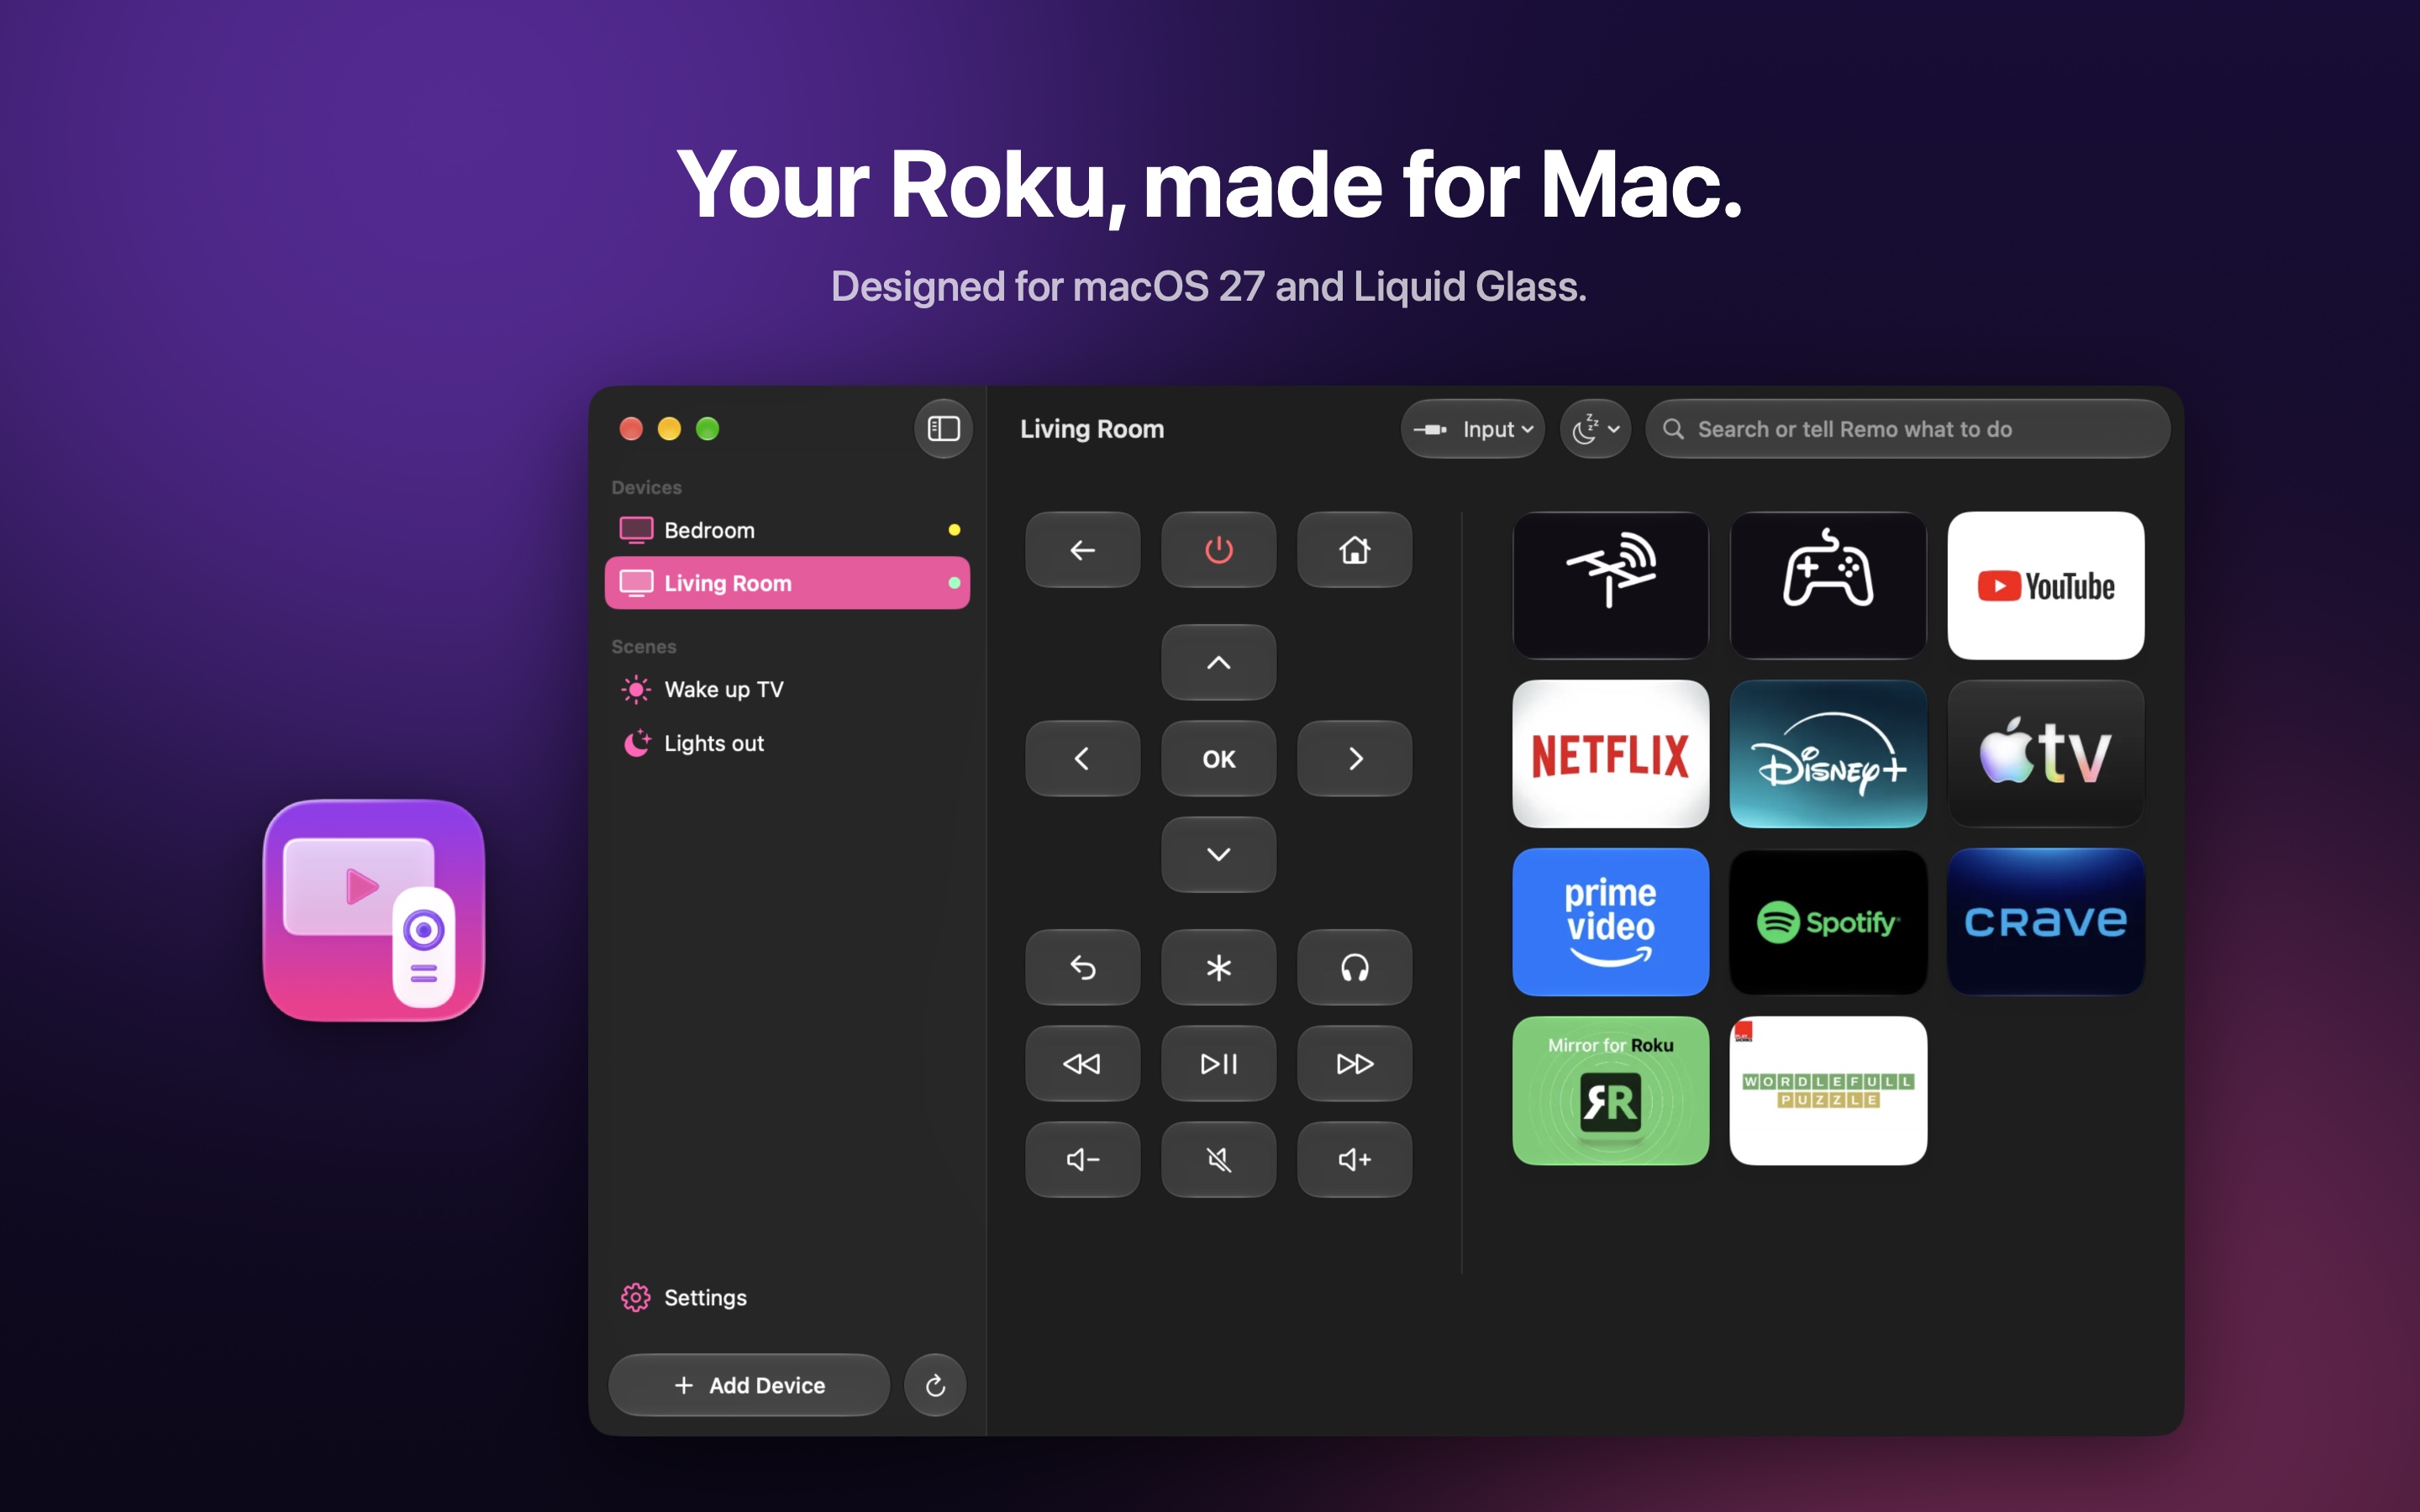 Your Roku, made for Mac.
Designed for macOS 27 and Liquid Glass.
Living Room
Input
z z z
Search or tell Remo what to do
Devices
Bedroom
Living Room
Scenes
Wake up TV
Lights out
Settings
Add Device
OK
YouTube
NETFLIX
Disney+
tv
prime
video
Spotify
crave
Mirror for Roku
RR
WORDLEFULL
PUZZLE